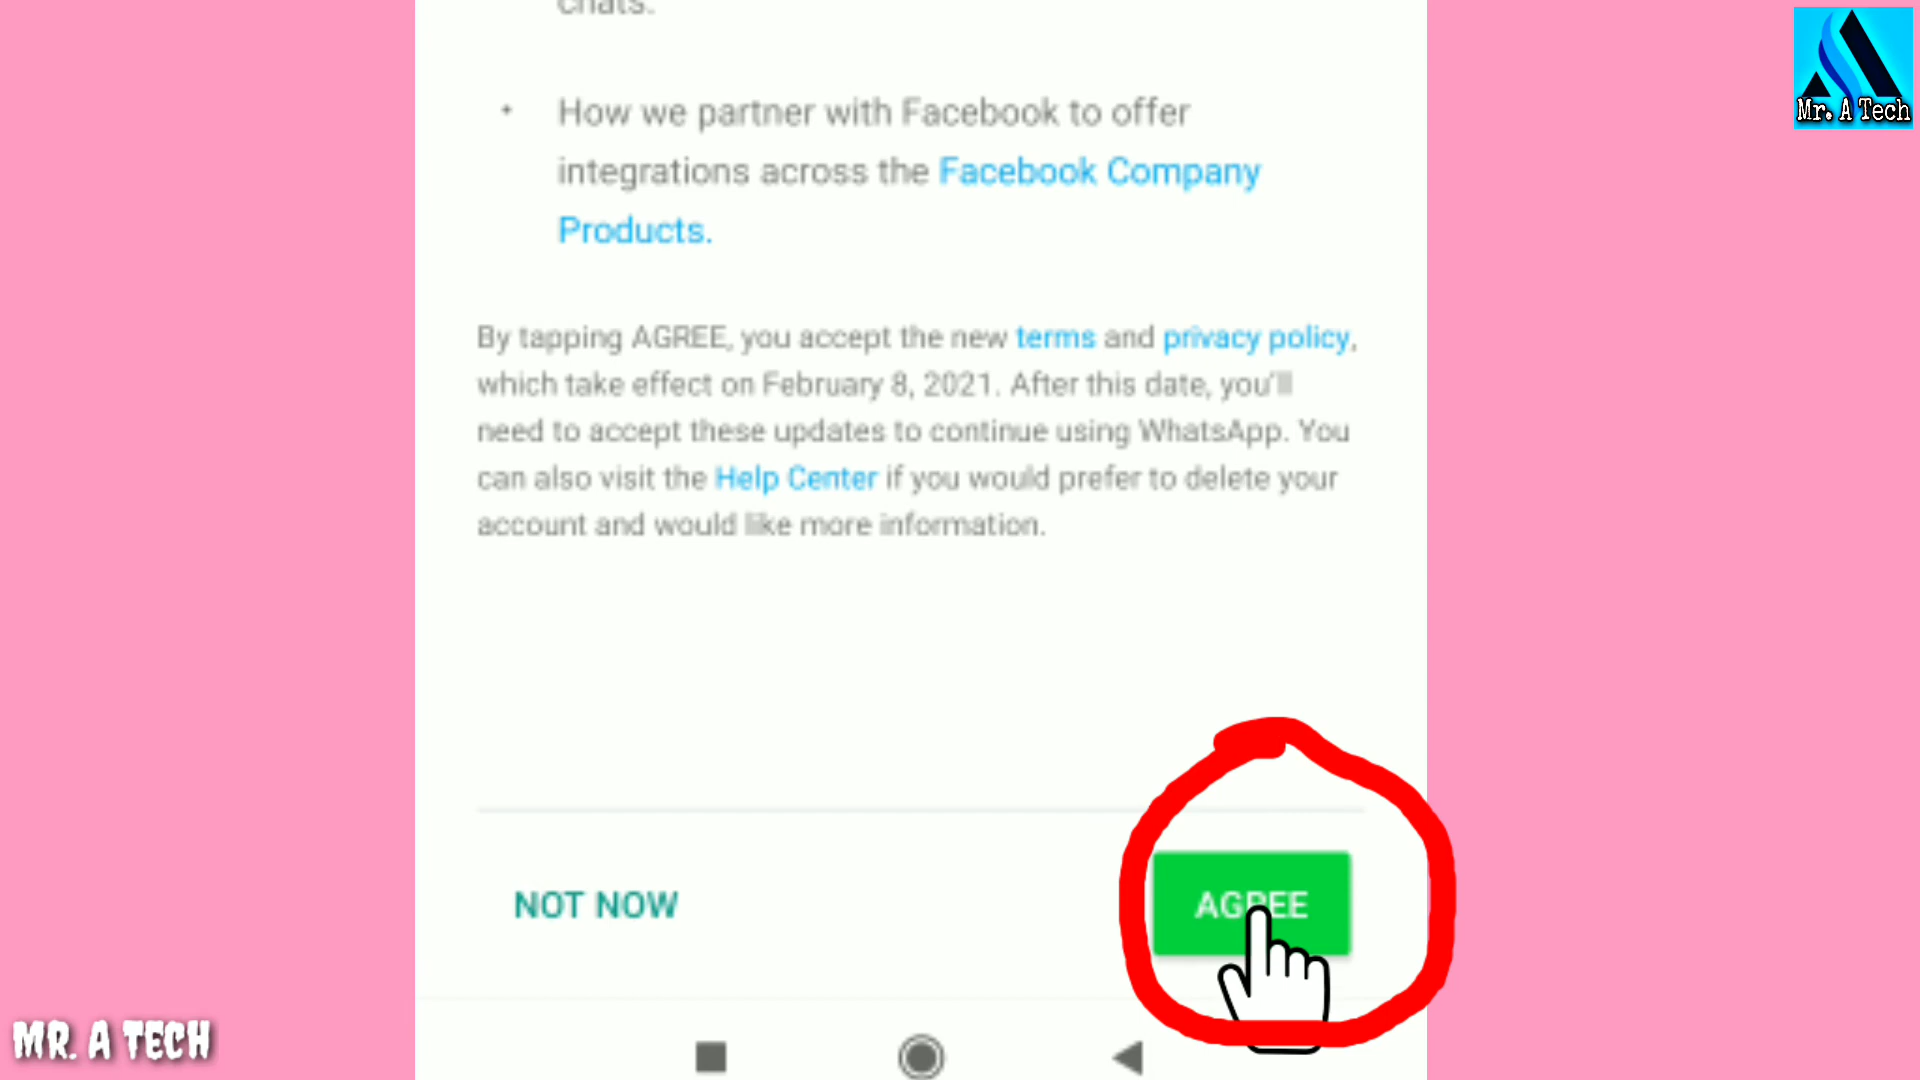 chats.
• How we partner with Facebook to offer
integrations across the Facebook Company
Products.
By tapping AGREE, you accept the new terms and privacy policy,
which take effect on February 8, 2021. After this date, you'll
need to accept these updates to continue using WhatsApp. You
can also visit the Help Center if you would prefer to delete your
account and would like more information.
NOT NOW
AGREE
Mr. A Tech
MR. A TECH